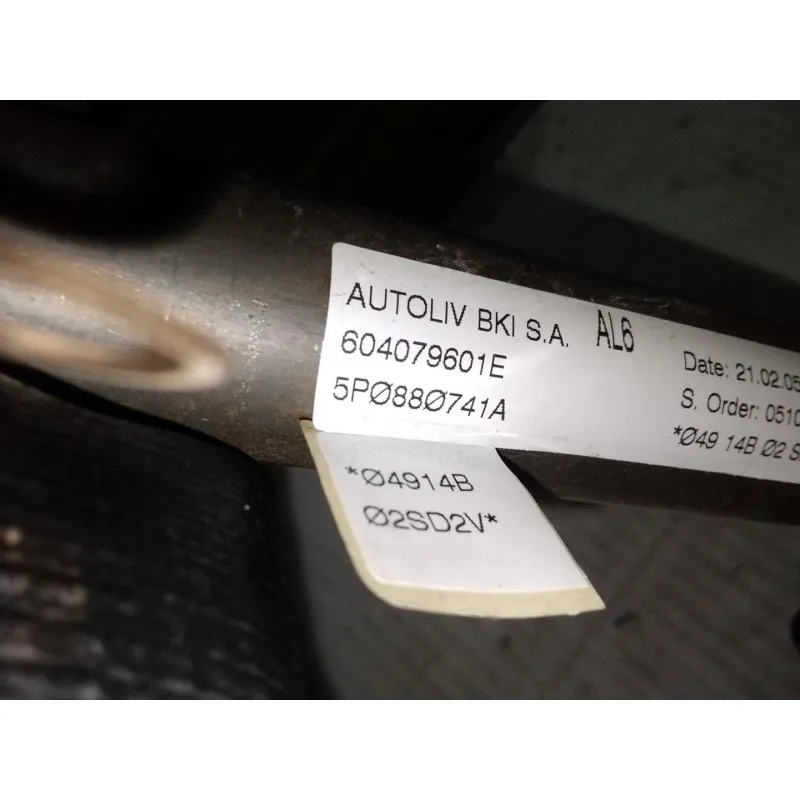 AUTOLIV BKI S.A. AL6
604079601E
5PØ88Ø741A
Date: 21.02.05
S. Order: 0510
*Ø49 14B Ø2 S
*Ø4914B
Ø2SD2V*